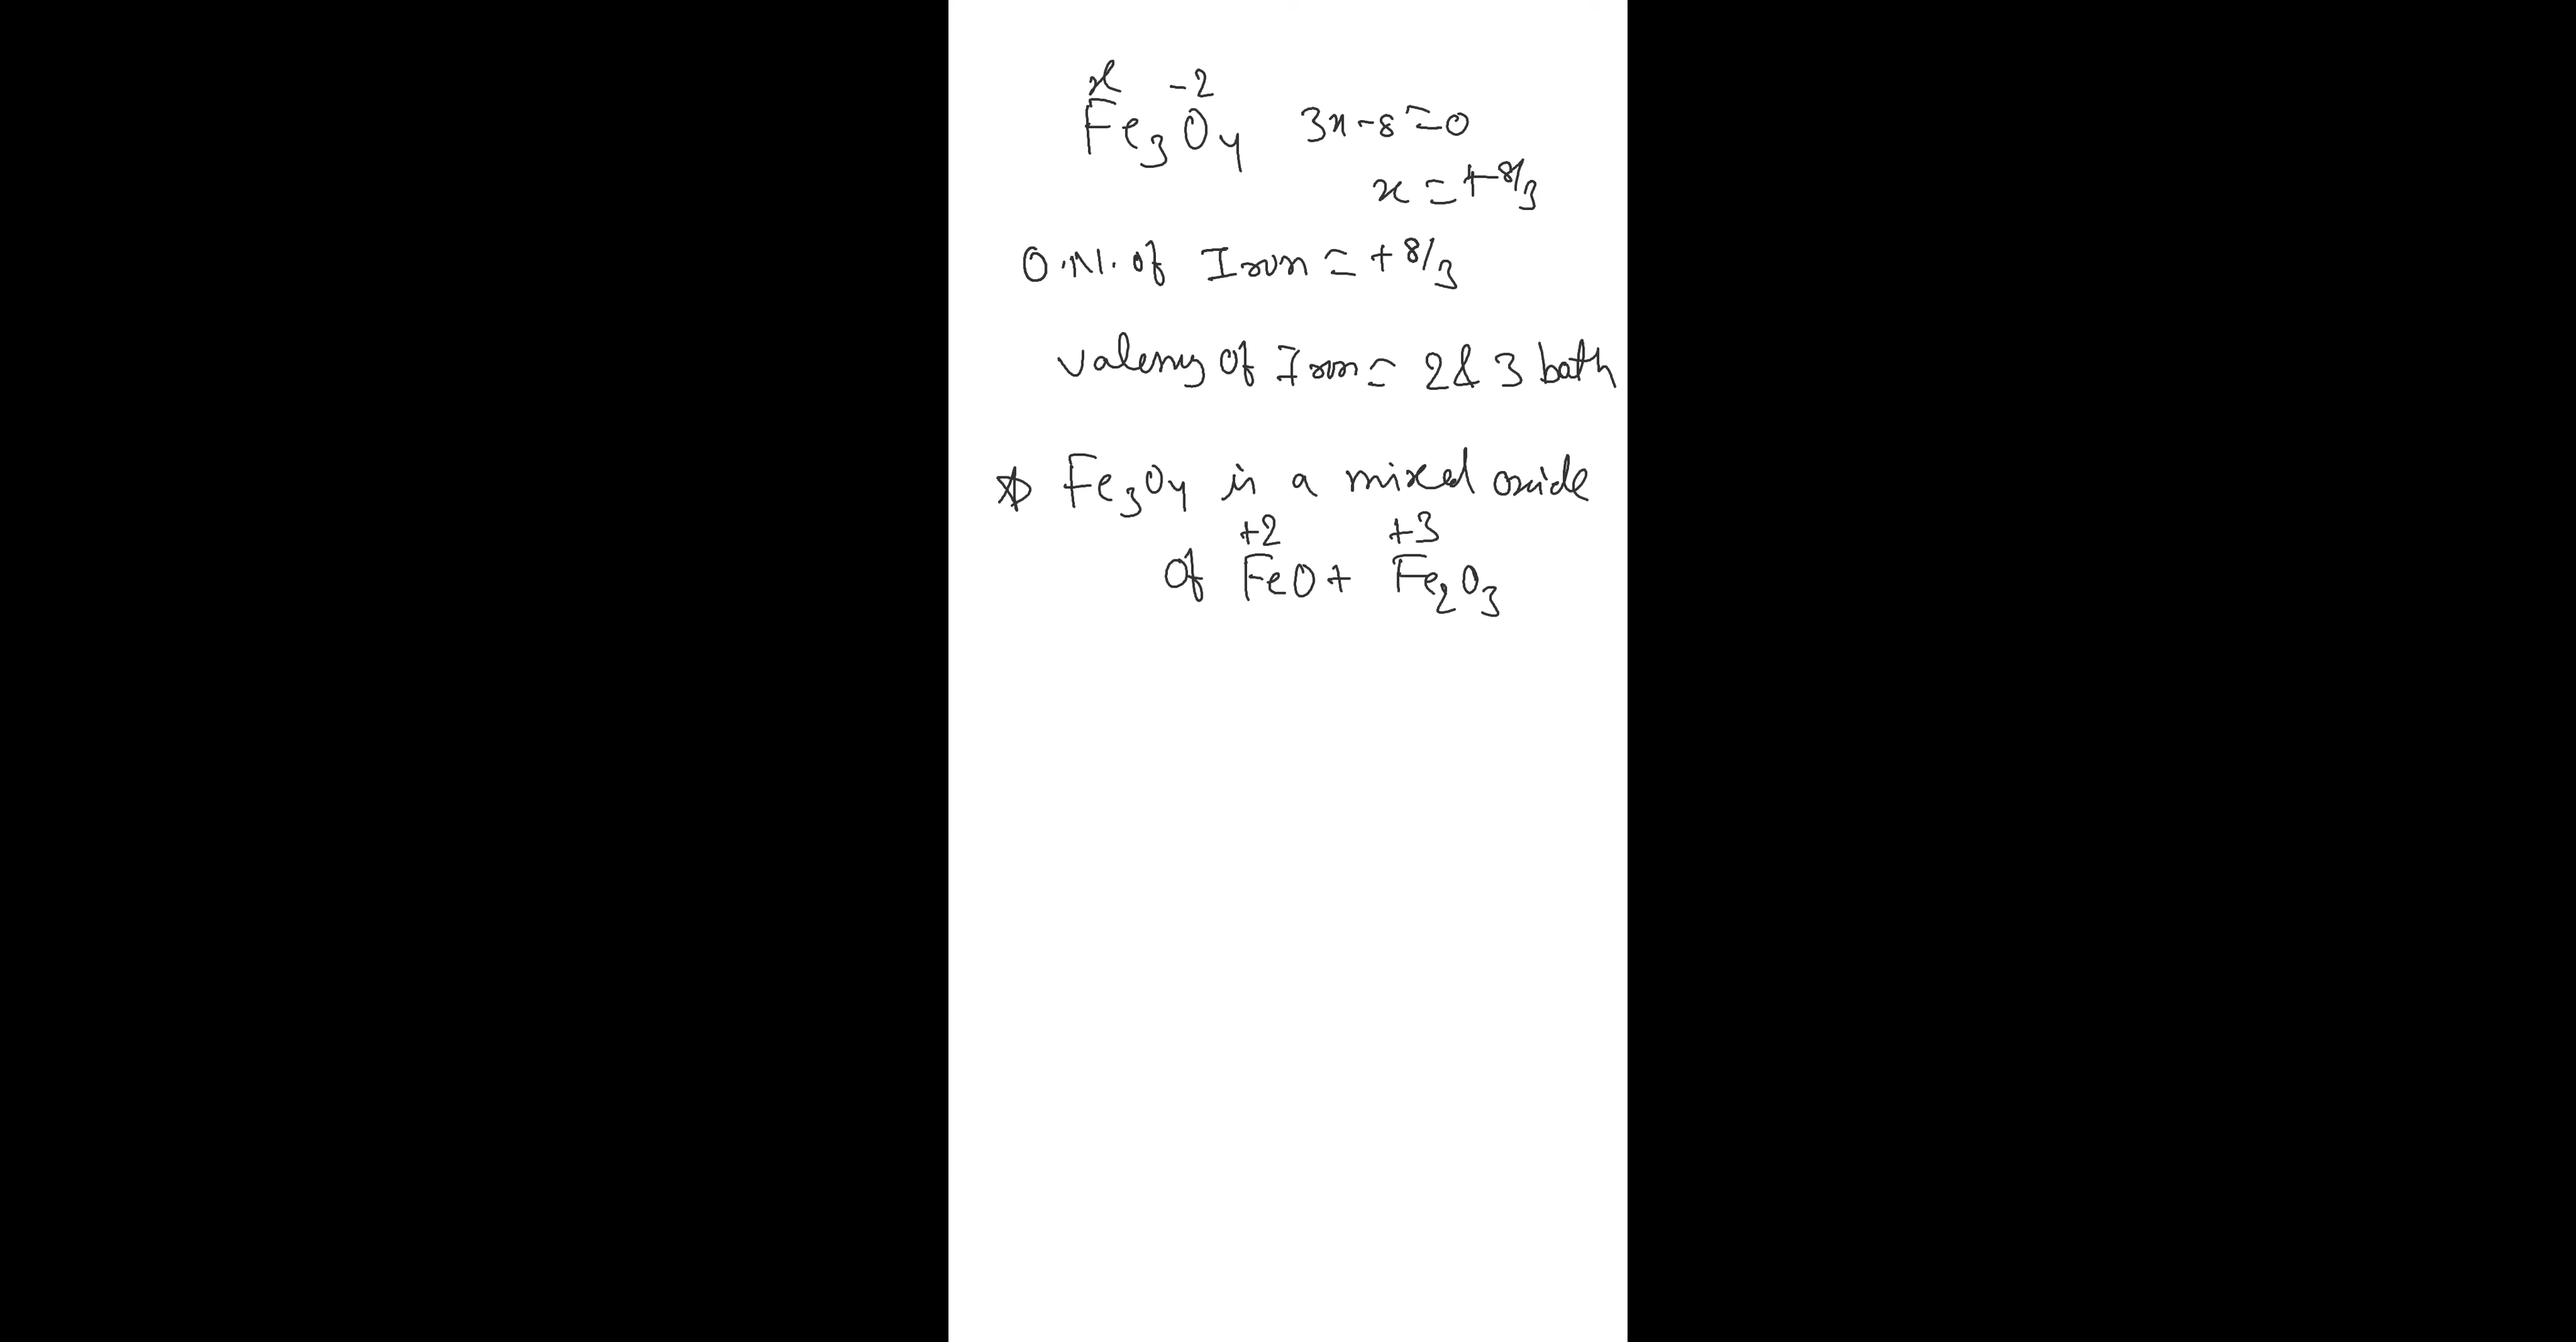 x -2
Fe3O4 3x-8=0
x = +8/3
O.N. of Iron = +8/3
Valency of Iron = 2 & 3 both
* Fe3O4 is a mixed oxide
+2 +3
of FeO + Fe2O3